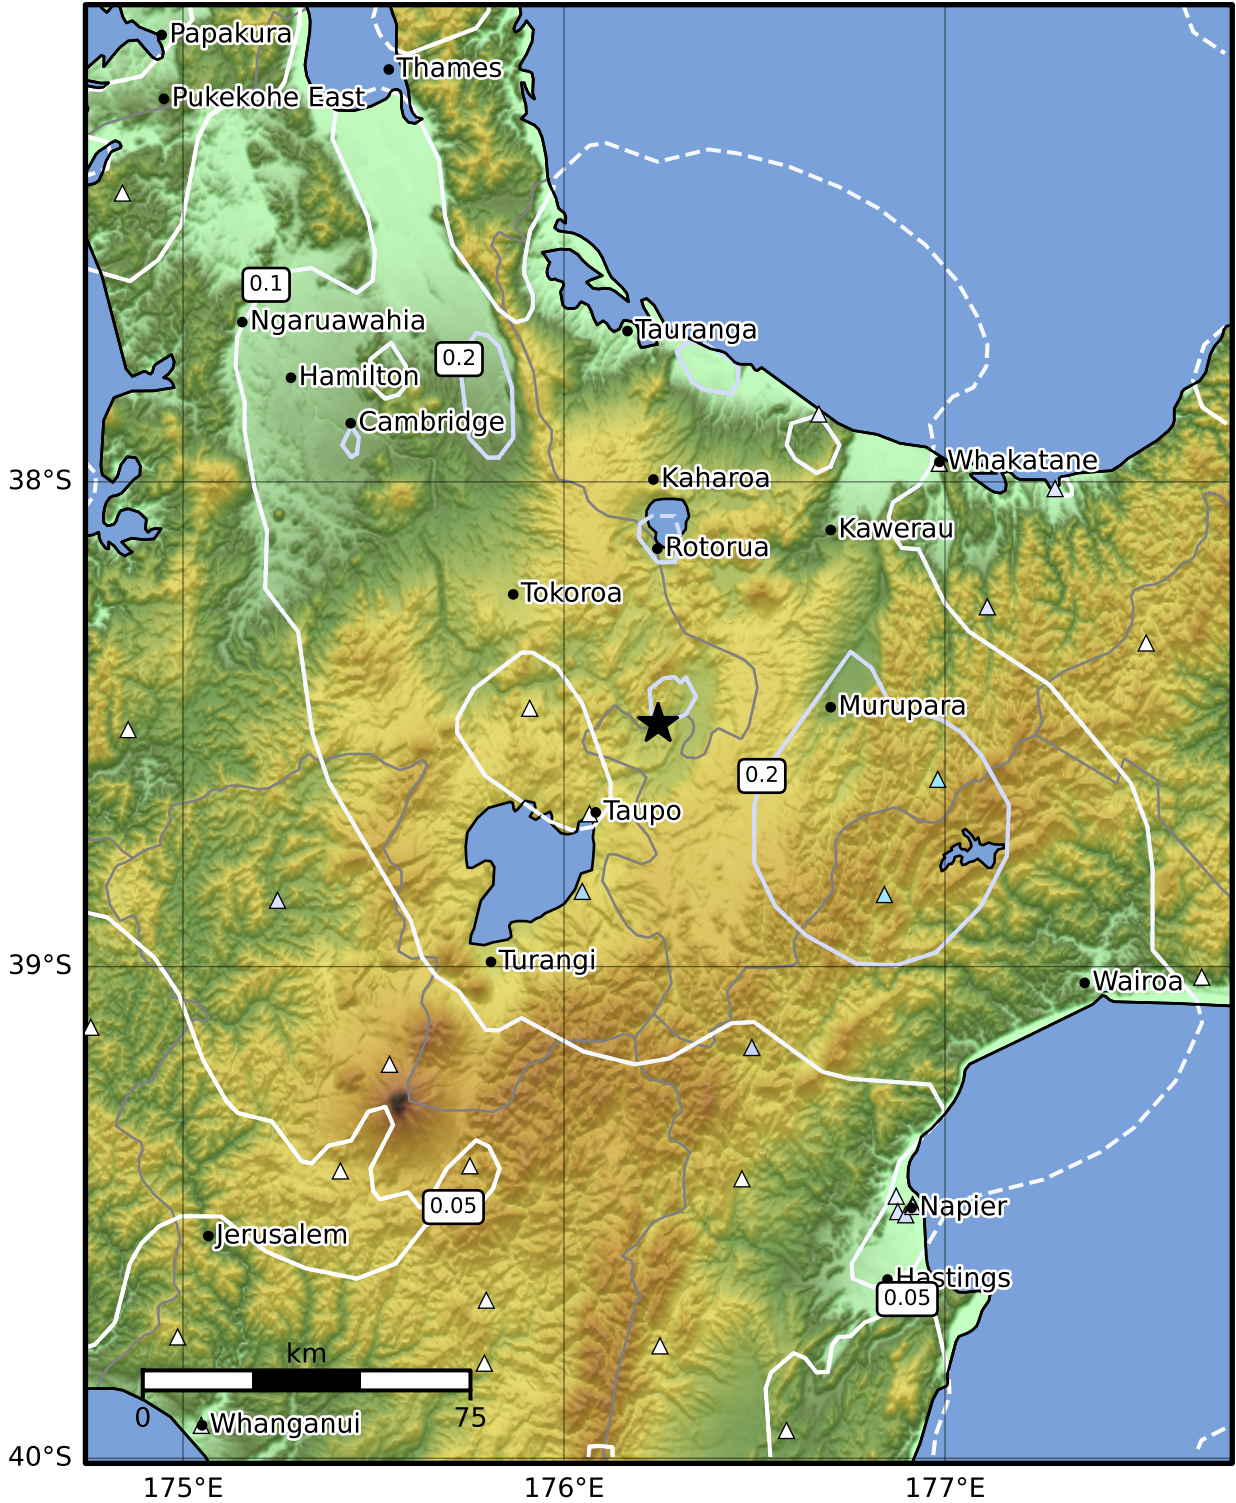 Papakura
Thames
Pukekohe East
0.1
Ngaruawahia
Tauranga
0.2
Hamilton
Cambridge
Whakatane
38°S
Kaharoa
Kawerau
Rotorua
Tokoroa
Murupara
0.2
Taupo
Turangi
39°S
Wairoa
0.05
Napier
Jerusalem
Hastings
0.05
km
0 75
Whanganui
40°S
175°E 176°E 177°E